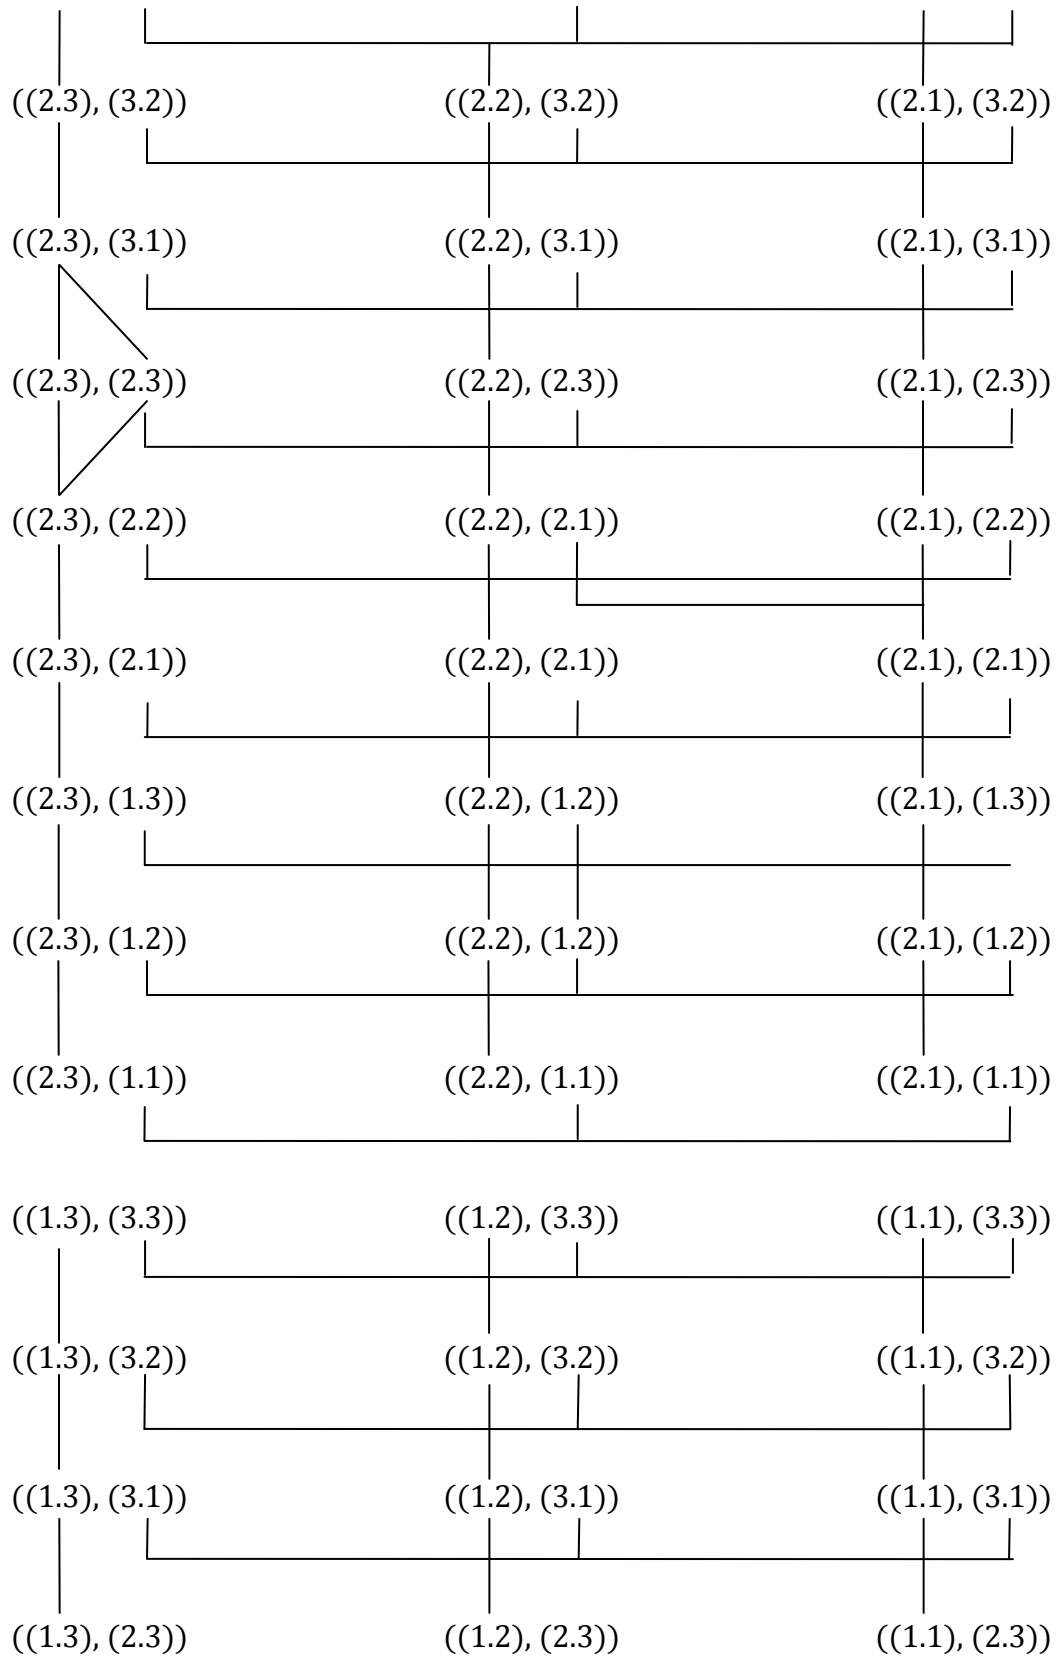 ((2.3), (3.2)) ((2.2), (3.2)) ((2.1), (3.2))
((2.3), (3.1)) ((2.2), (3.1)) ((2.1), (3.1))
((2.3), (2.3)) ((2.2), (2.3)) ((2.1), (2.3))
((2.3), (2.2)) ((2.2), (2.1)) ((2.1), (2.2))
((2.3), (2.1)) ((2.2), (2.1)) ((2.1), (2.1))
((2.3), (1.3)) ((2.2), (1.2)) ((2.1), (1.3))
((2.3), (1.2)) ((2.2), (1.2)) ((2.1), (1.2))
((2.3), (1.1)) ((2.2), (1.1)) ((2.1), (1.1))
((1.3), (3.3)) ((1.2), (3.3)) ((1.1), (3.3))
((1.3), (3.2)) ((1.2), (3.2)) ((1.1), (3.2))
((1.3), (3.1)) ((1.2), (3.1)) ((1.1), (3.1))
((1.3), (2.3)) ((1.2), (2.3)) ((1.1), (2.3))